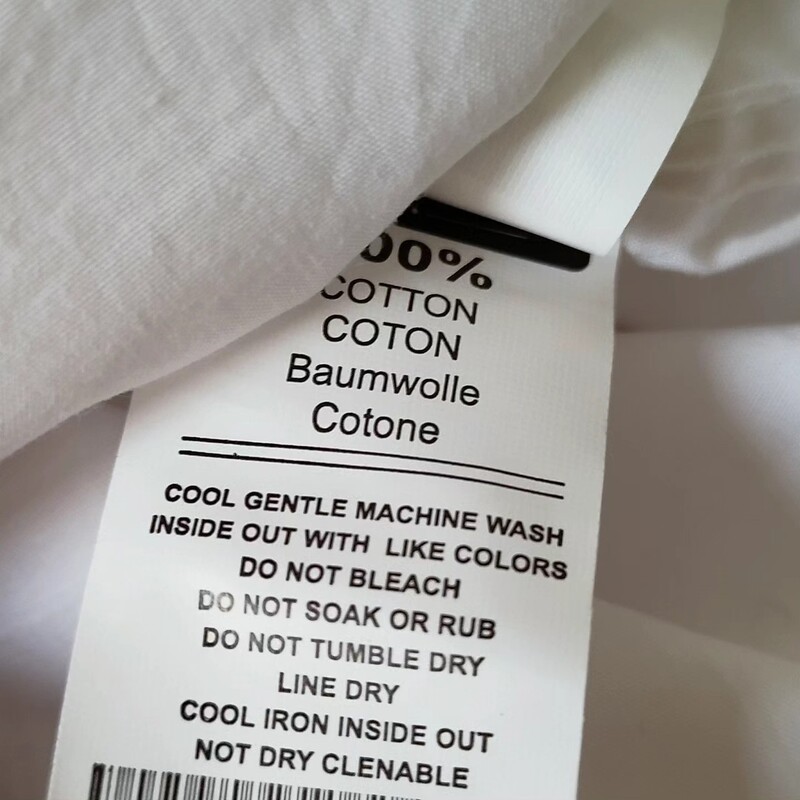 00%
COTTON
COTON
Baumwolle
Cotone
COOL GENTLE MACHINE WASH
INSIDE OUT WITH LIKE COLORS
DO NOT BLEACH
DO NOT SOAK OR RUB
DO NOT TUMBLE DRY
LINE DRY
COOL IRON INSIDE OUT
NOT DRY CLENABLE